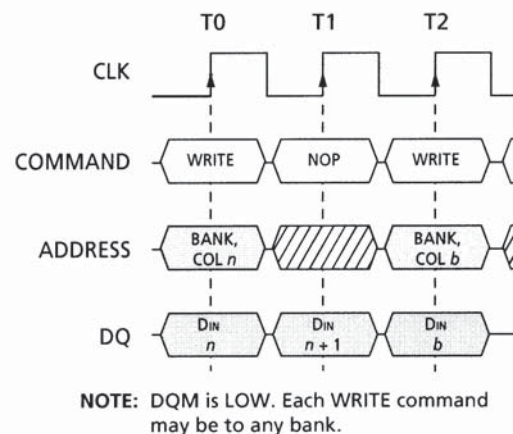 T0 T1 T2
CLK
COMMAND WRITE NOP WRITE
ADDRESS BANK, COL n BANK, COL b
DQ DIN n DIN n + 1 DIN b
NOTE: DQM is LOW. Each WRITE command
may be to any bank.